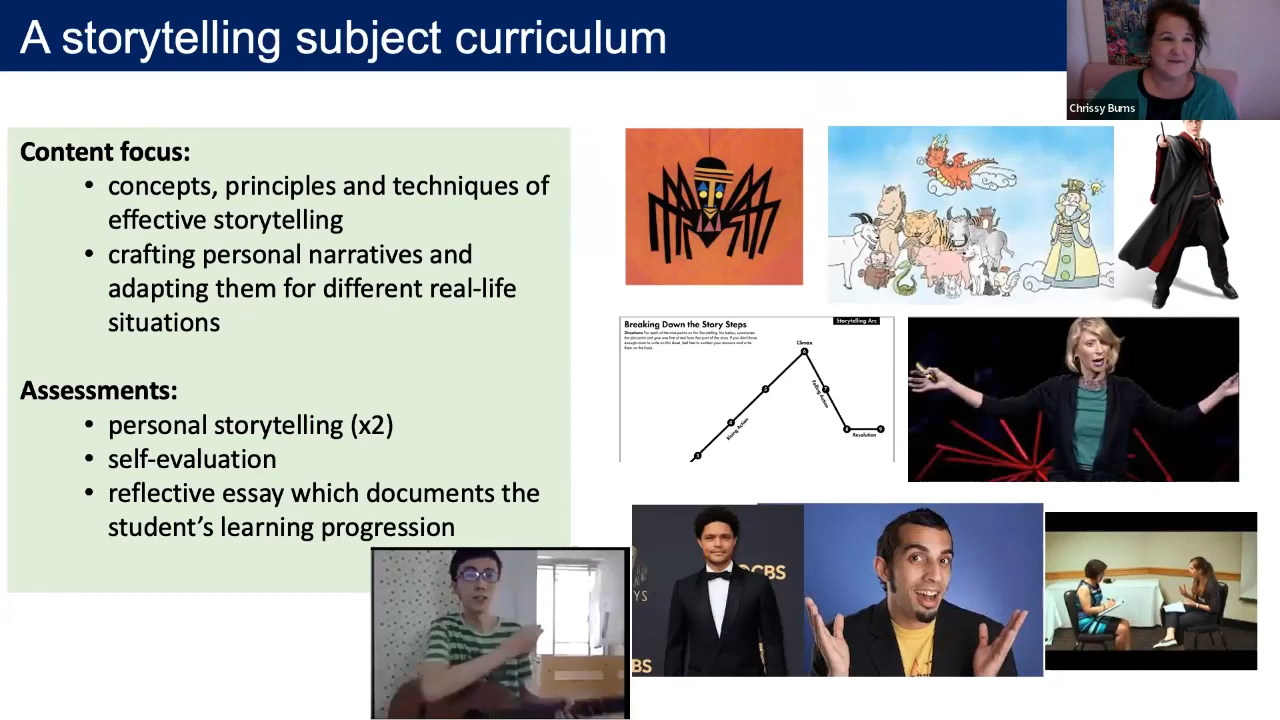 A storytelling subject curriculum
Chrissy Burns
Content focus:
• concepts, principles and techniques of
effective storytelling
• crafting personal narratives and
adapting them for different real-life
situations
Assessments:
• personal storytelling (x2)
• self-evaluation
• reflective essay which documents the
student’s learning progression
Breaking Down the Story Steps
Storytelling Arc
Climax
Rising Action
Falling Action
Resolution
CBS
YS
BS